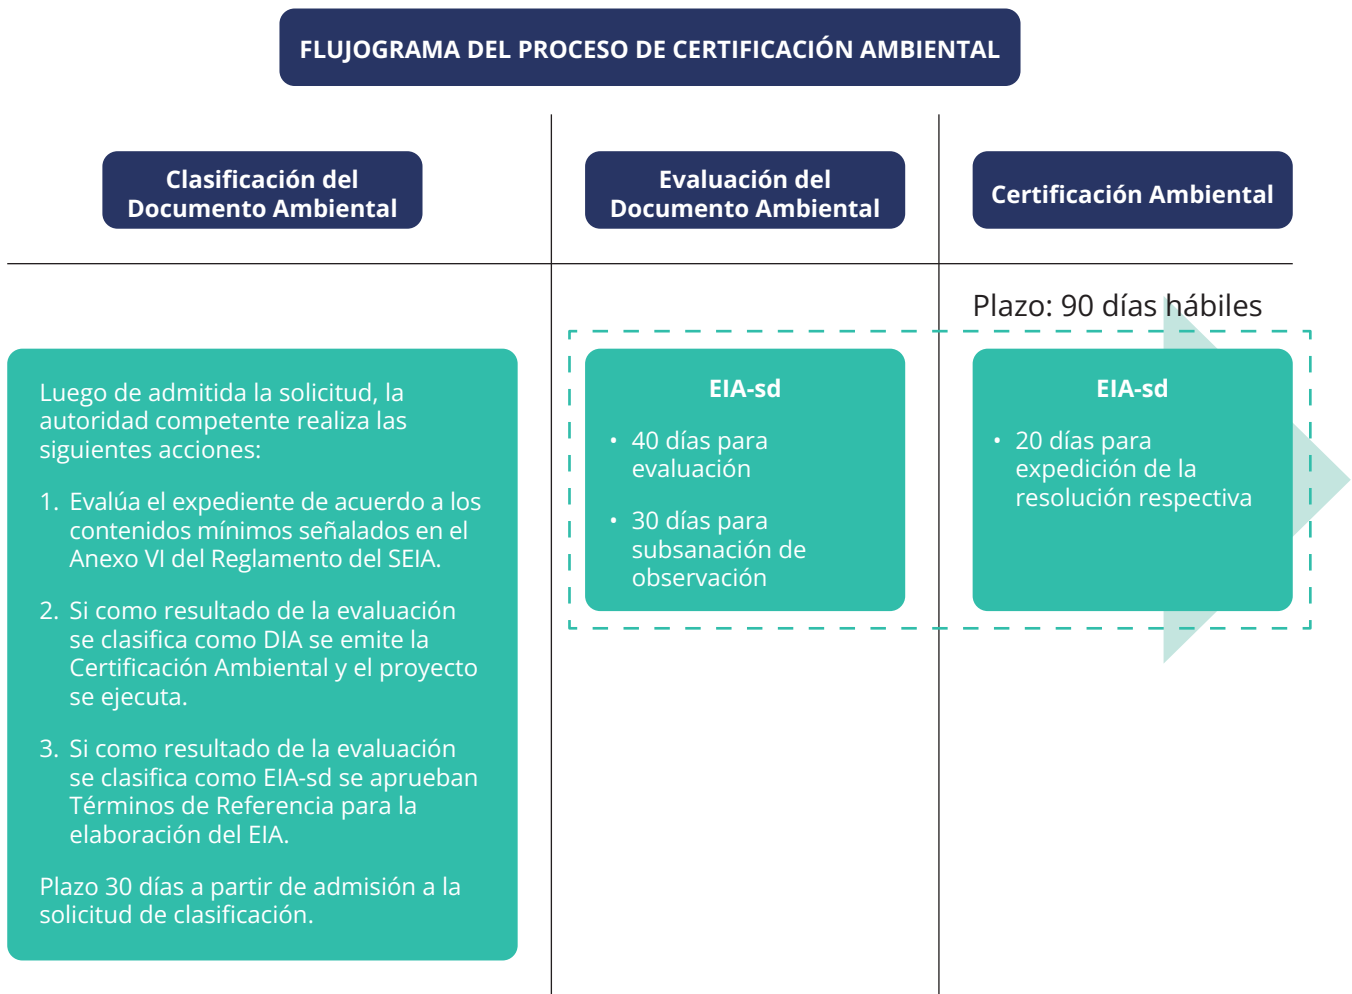 FLUJOGRAMA DEL PROCESO DE CERTIFICACIÓN AMBIENTAL
Clasificación del
Documento Ambiental
Evaluación del
Documento Ambiental
Certificación Ambiental
Luego de admitida la solicitud, la
autoridad competente realiza las
siguientes acciones:
1. Evalúa el expediente de acuerdo a los
contenidos mínimos señalados en el
Anexo VI del Reglamento del SEIA.
2. Si como resultado de la evaluación
se clasifica como DIA se emite la
Certificación Ambiental y el proyecto
se ejecuta.
3. Si como resultado de la evaluación
se clasifica como EIA-sd se aprueban
Términos de Referencia para la
elaboración del EIA.
Plazo 30 días a partir de admisión a la
solicitud de clasificación.
EIA-sd
• 40 días para
evaluación
• 30 días para
subsanación de
observación
Plazo: 90 días hábiles
EIA-sd
• 20 días para
expedición de la
resolución respectiva